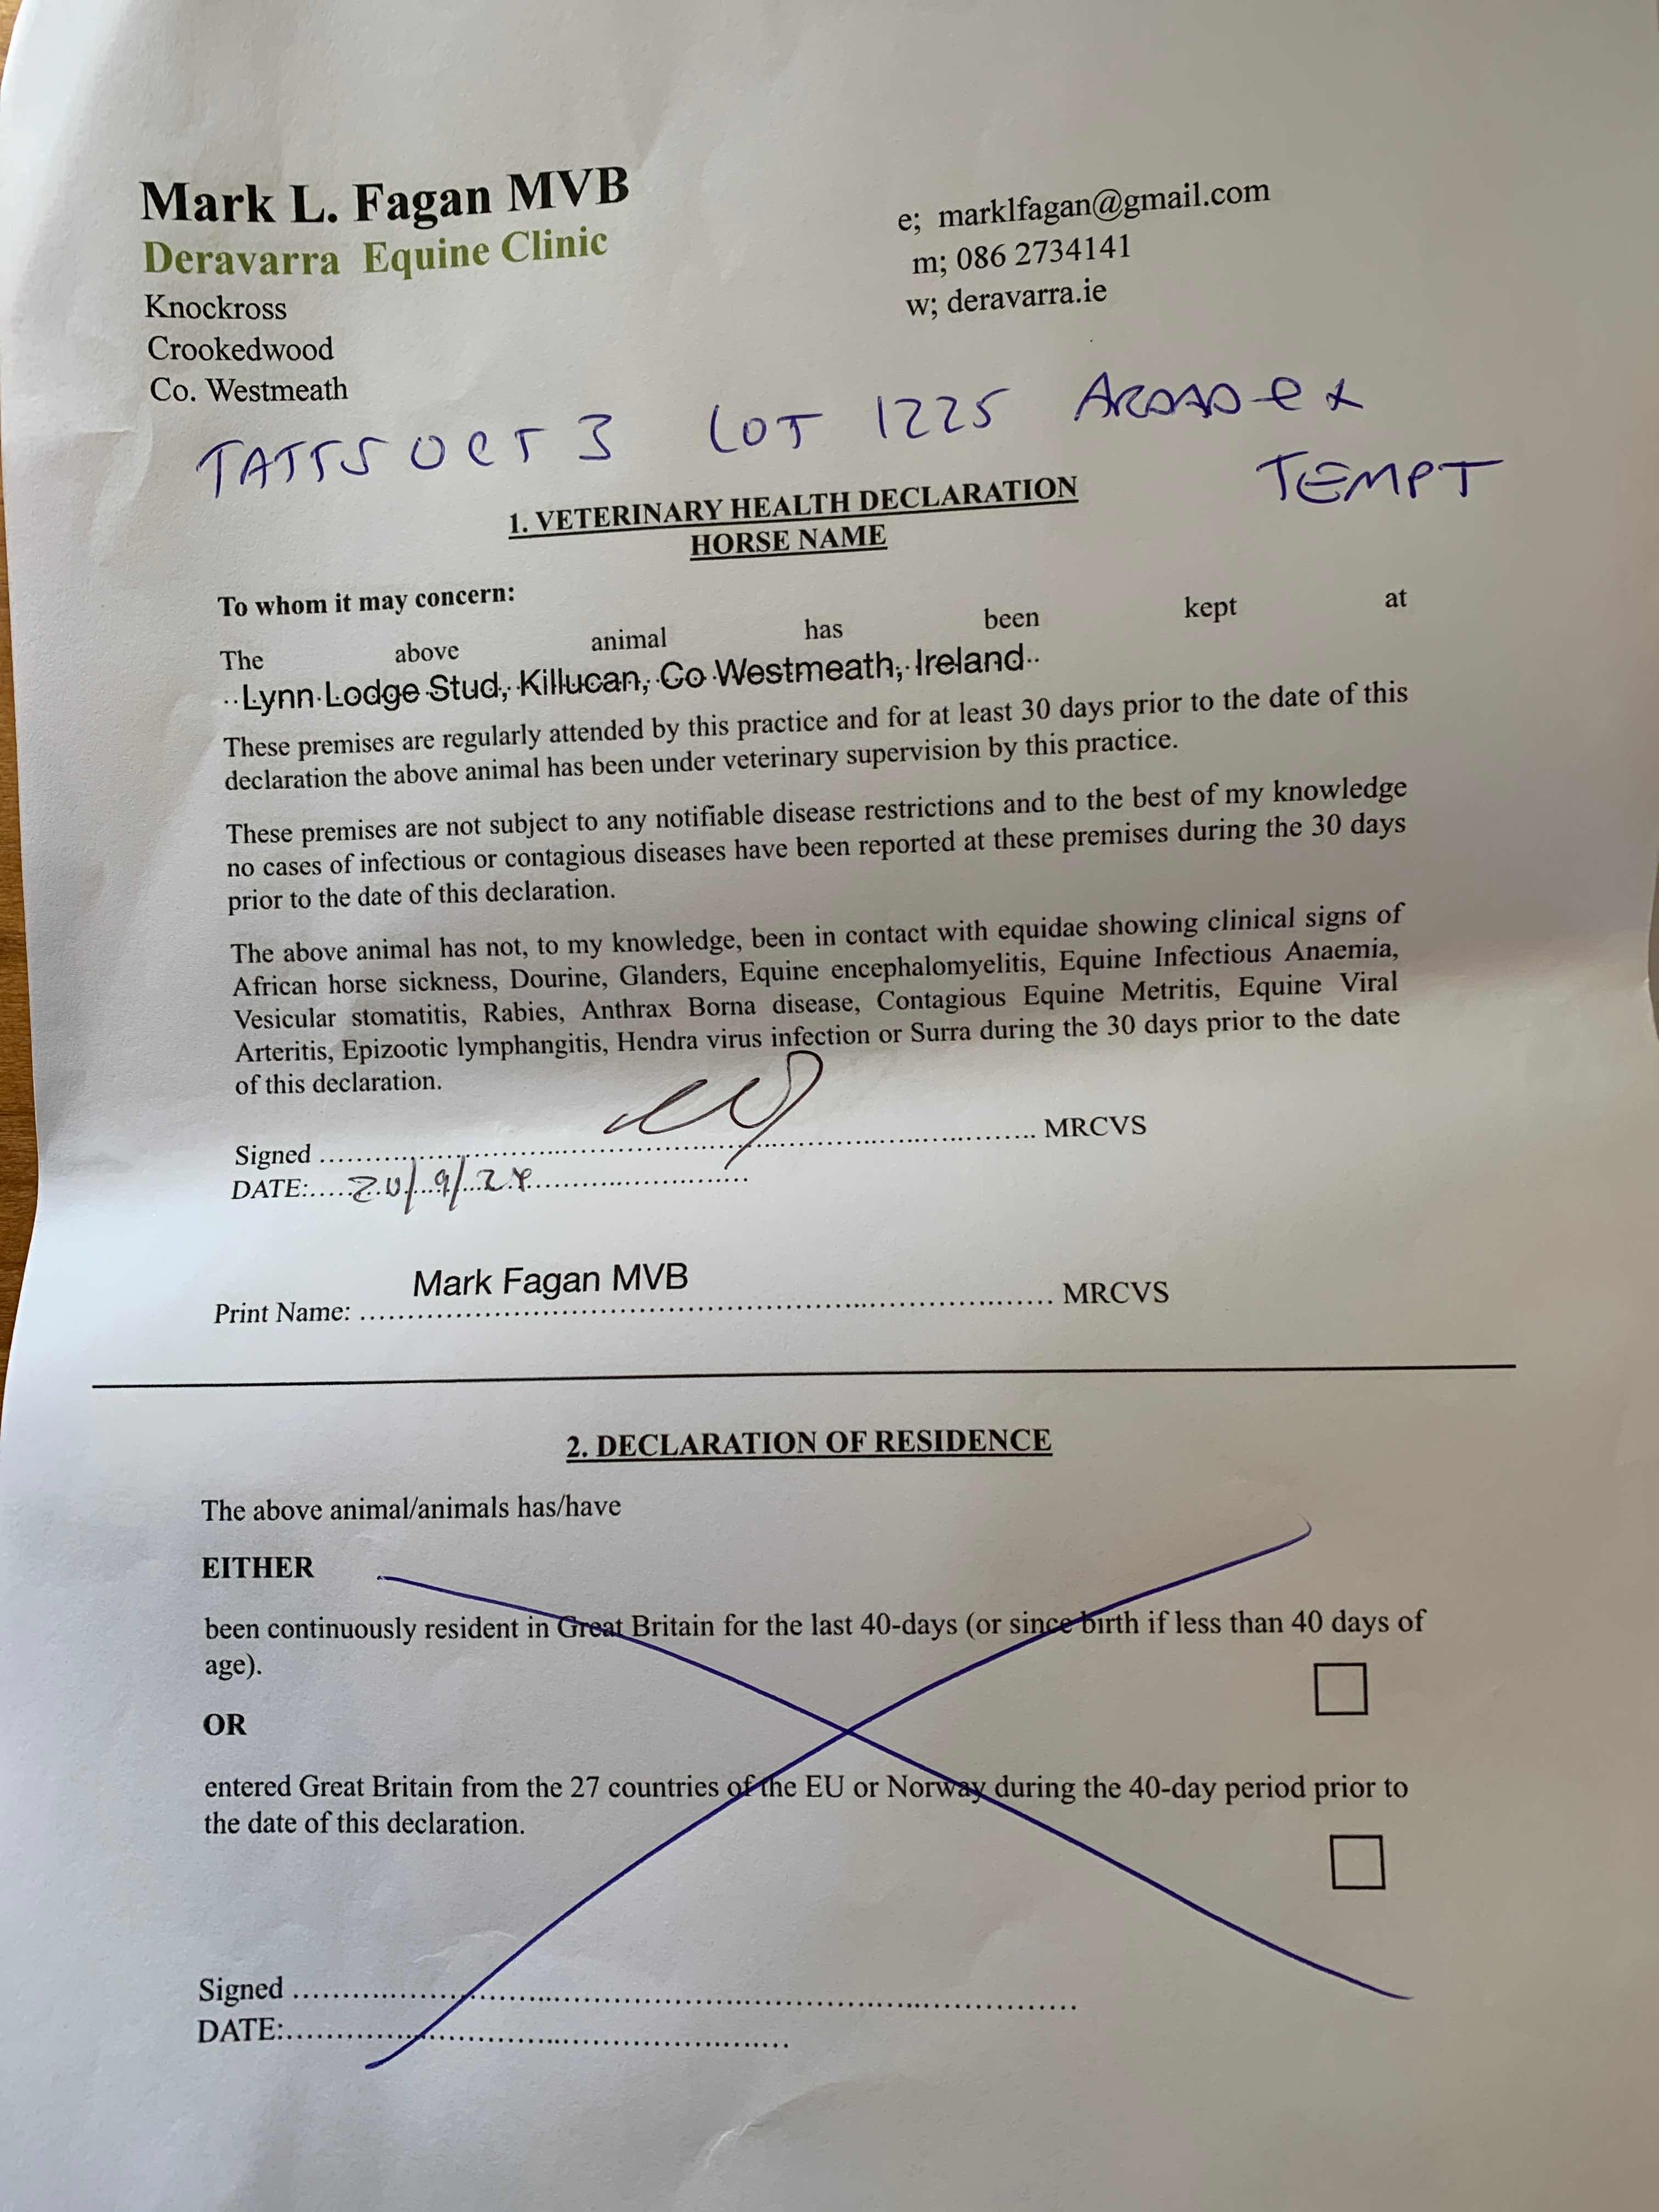 Mark L. Fagan MVB
Deravarra Equine Clinic
Knockross
Crookedwood
Co. Westmeath
e; marklfagan@gmail.com
m; 086 2734141
w; deravarra.ie
TATTS OCT 3 LOT 1225 ARDAD ex
TEMPT
1. VETERINARY HEALTH DECLARATION
HORSE NAME
To whom it may concern:
The above animal has been kept at
Lynn Lodge Stud, Killucan, Co Westmeath, Ireland
These premises are regularly attended by this practice and for at least 30 days prior to the date of this
declaration the above animal has been under veterinary supervision by this practice.
These premises are not subject to any notifiable disease restrictions and to the best of my knowledge
no cases of infectious or contagious diseases have been reported at these premises during the 30 days
prior to the date of this declaration.
The above animal has not, to my knowledge, been in contact with equidae showing clinical signs of
African horse sickness, Dourine, Glanders, Equine encephalomyelitis, Equine Infectious Anaemia,
Vesicular stomatitis, Rabies, Anthrax Borna disease, Contagious Equine Metritis, Equine Viral
Arteritis, Epizootic lymphangitis, Hendra virus infection or Surra during the 30 days prior to the date
of this declaration.
Signed .................... MRCVS
DATE:.....20/9/24....................
Mark Fagan MVB
Print Name: .................... MRCVS
2. DECLARATION OF RESIDENCE
The above animal/animals has/have
EITHER
been continuously resident in Great Britain for the last 40-days (or since birth if less than 40 days of
age).
OR
entered Great Britain from the 27 countries of the EU or Norway during the 40-day period prior to
the date of this declaration.
Signed ....................
DATE:....................